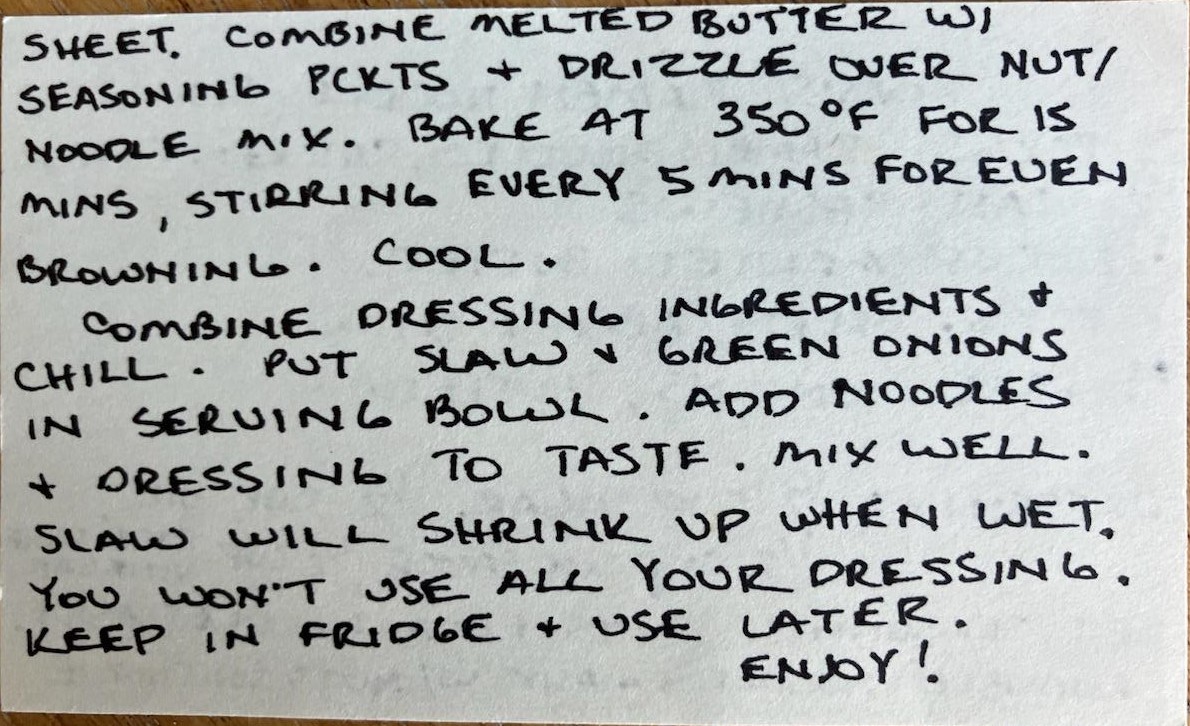 SHEET. COMBINE MELTED BUTTER W/
SEASONING PCKTS + DRIZZLE OVER NUT/
NOODLE MIX. BAKE AT 350°F FOR 15
MINS, STIRRING EVERY 5 MINS FOR EVEN
BROWNING. COOL.
COMBINE DRESSING INGREDIENTS +
CHILL. PUT SLAW + GREEN ONIONS
IN SERVING BOWL. ADD NOODLES
+ DRESSING TO TASTE. MIX WELL.
SLAW WILL SHRINK UP WHEN WET.
YOU WON'T USE ALL YOUR DRESSING.
KEEP IN FRIDGE + USE LATER.
ENJOY!